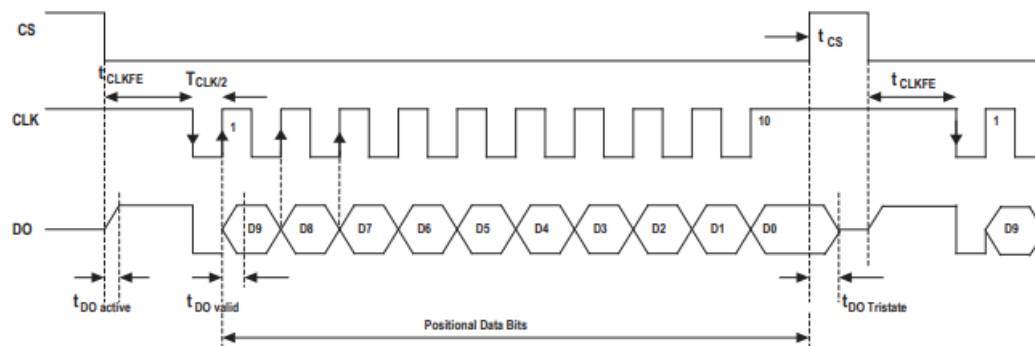 CS
t CS
t CLKFE
T CLK/2
t CLKFE
CLK
1
10
1
DO
D9
D8
D7
D6
D5
D4
D3
D2
D1
D0
D9
t DO active
t DO valid
t DO Tristate
Positional Data Bits